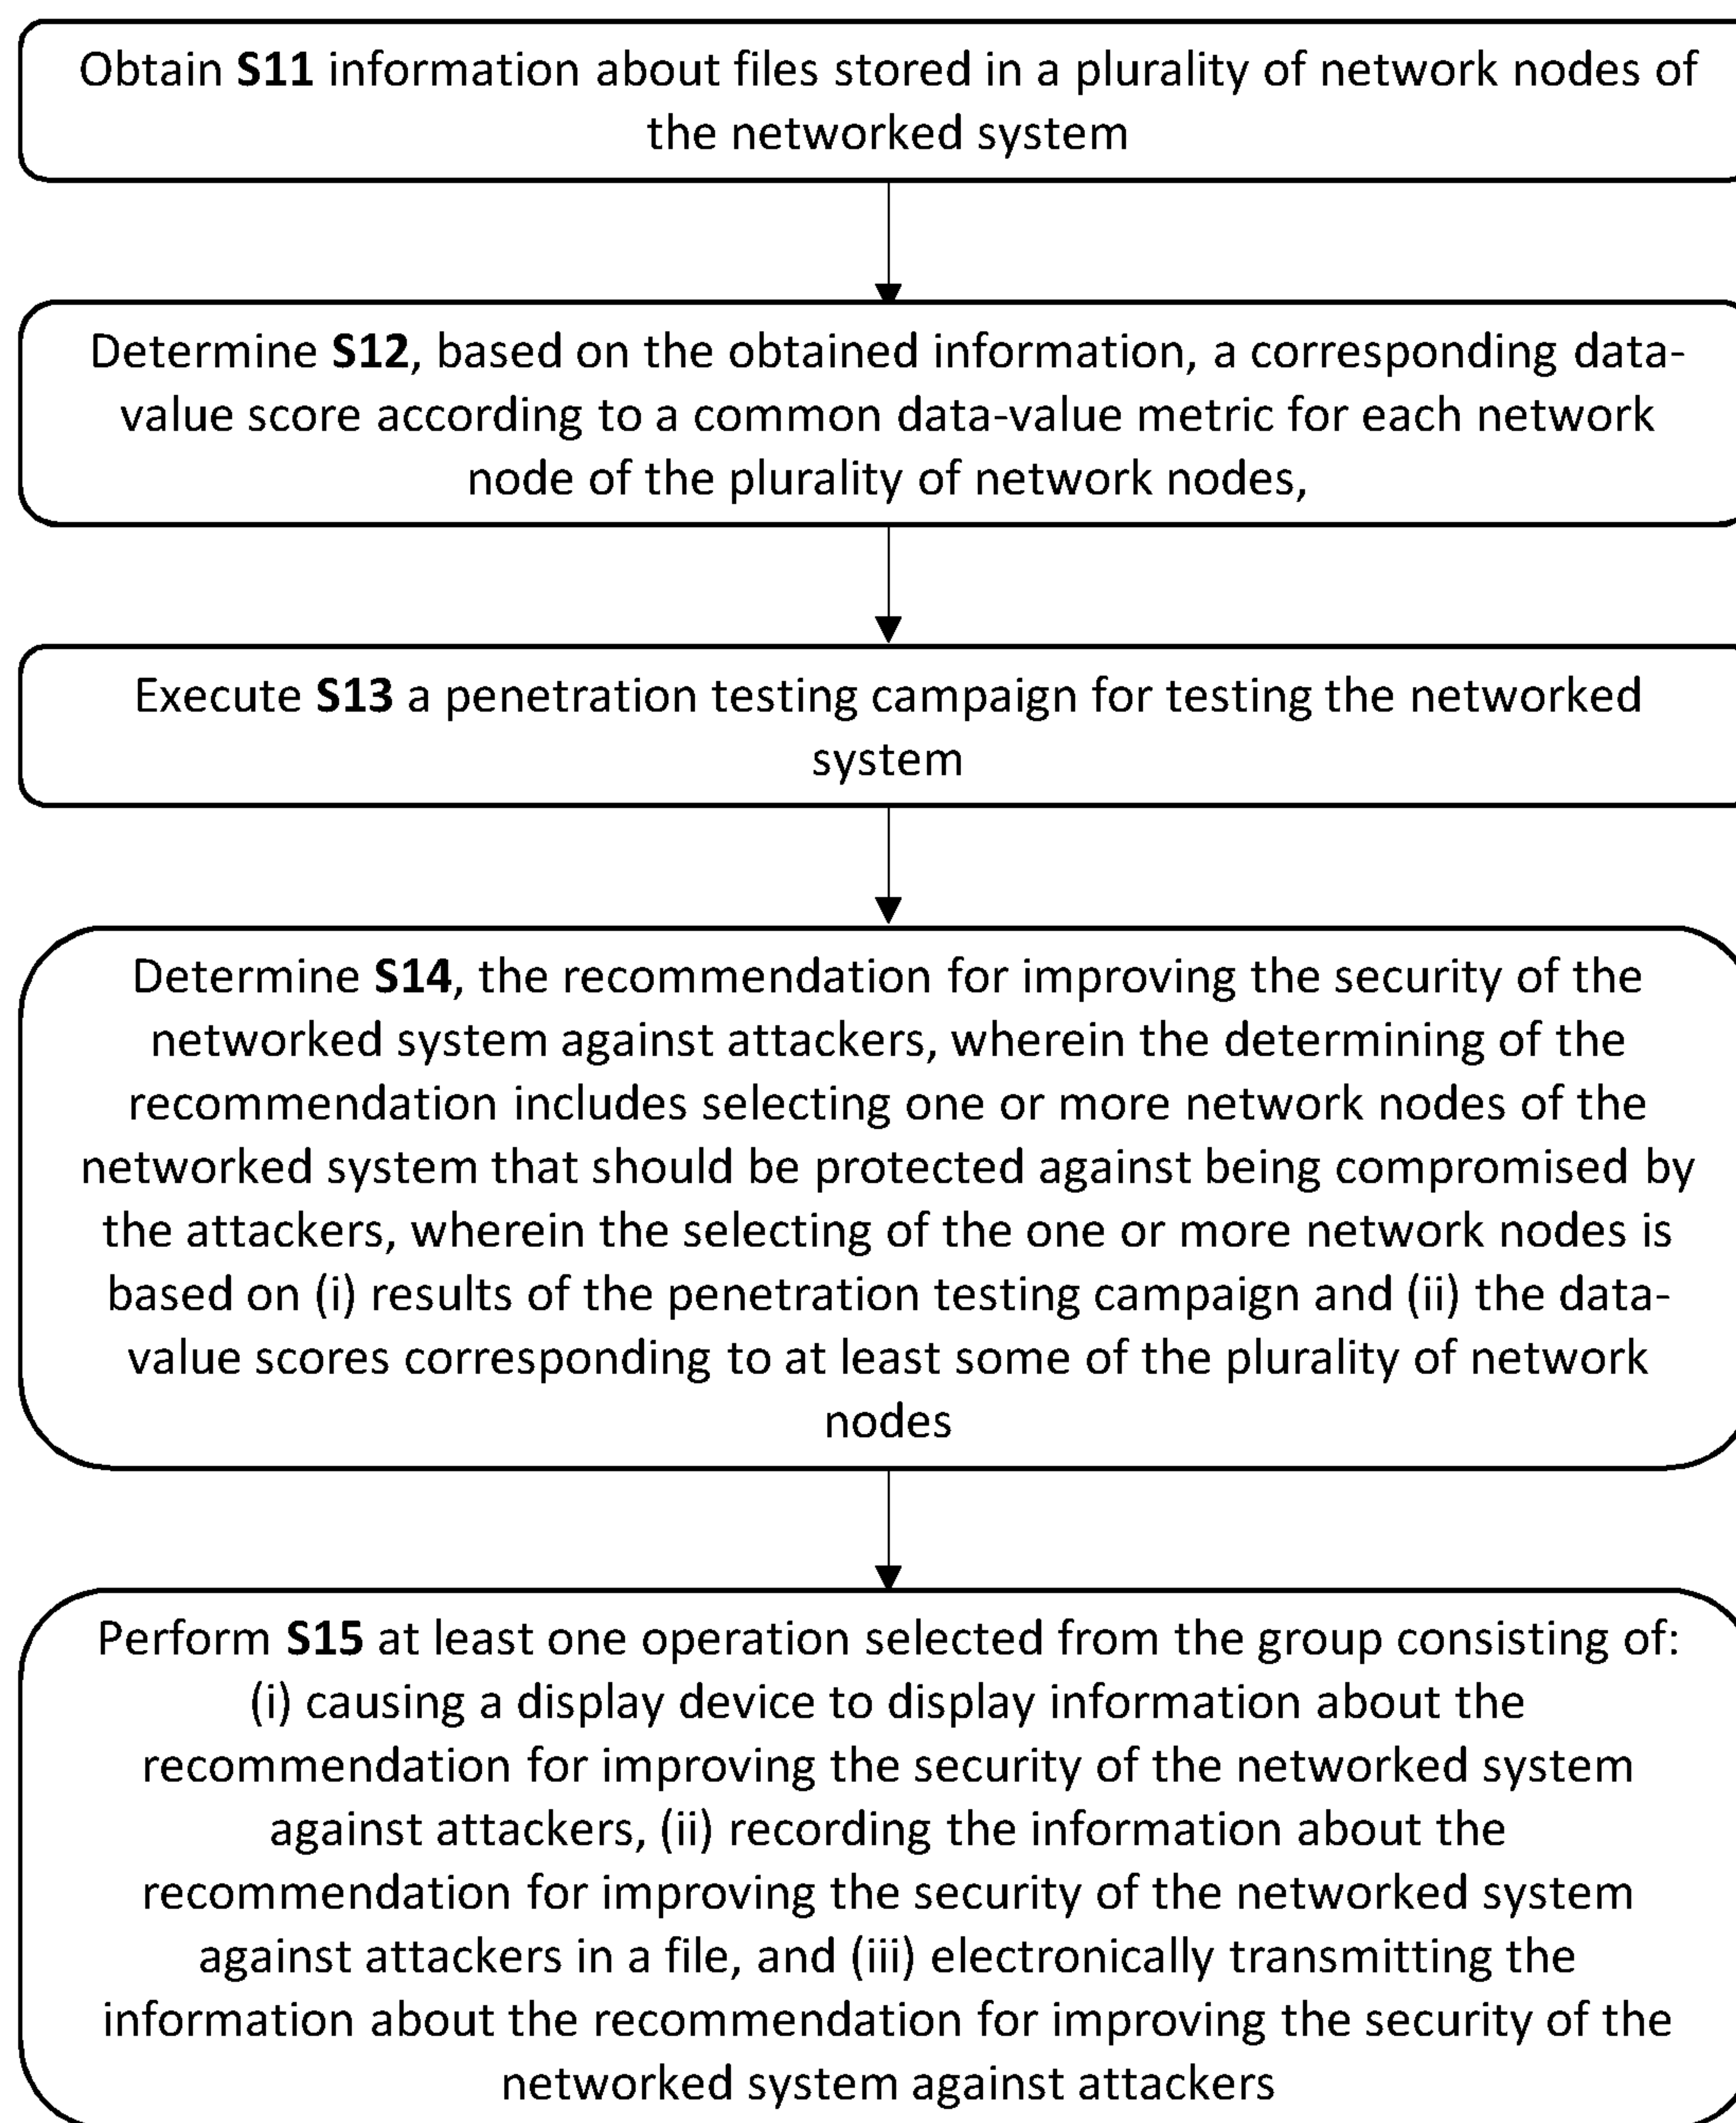 Obtain S11 information about files stored in a plurality of network nodes of
the networked system
Determine S12, based on the obtained information, a corresponding data-
value score according to a common data-value metric for each network
node of the plurality of network nodes,
Execute S13 a penetration testing campaign for testing the networked
system
Determine S14, the recommendation for improving the security of the
networked system against attackers, wherein the determining of the
recommendation includes selecting one or more network nodes of the
networked system that should be protected against being compromised by
the attackers, wherein the selecting of the one or more network nodes is
based on (i) results of the penetration testing campaign and (ii) the data-
value scores corresponding to at least some of the plurality of network
nodes
Perform S15 at least one operation selected from the group consisting of:
(i) causing a display device to display information about the
recommendation for improving the security of the networked system
against attackers, (ii) recording the information about the
recommendation for improving the security of the networked system
against attackers in a file, and (iii) electronically transmitting the
information about the recommendation for improving the security of the
networked system against attackers